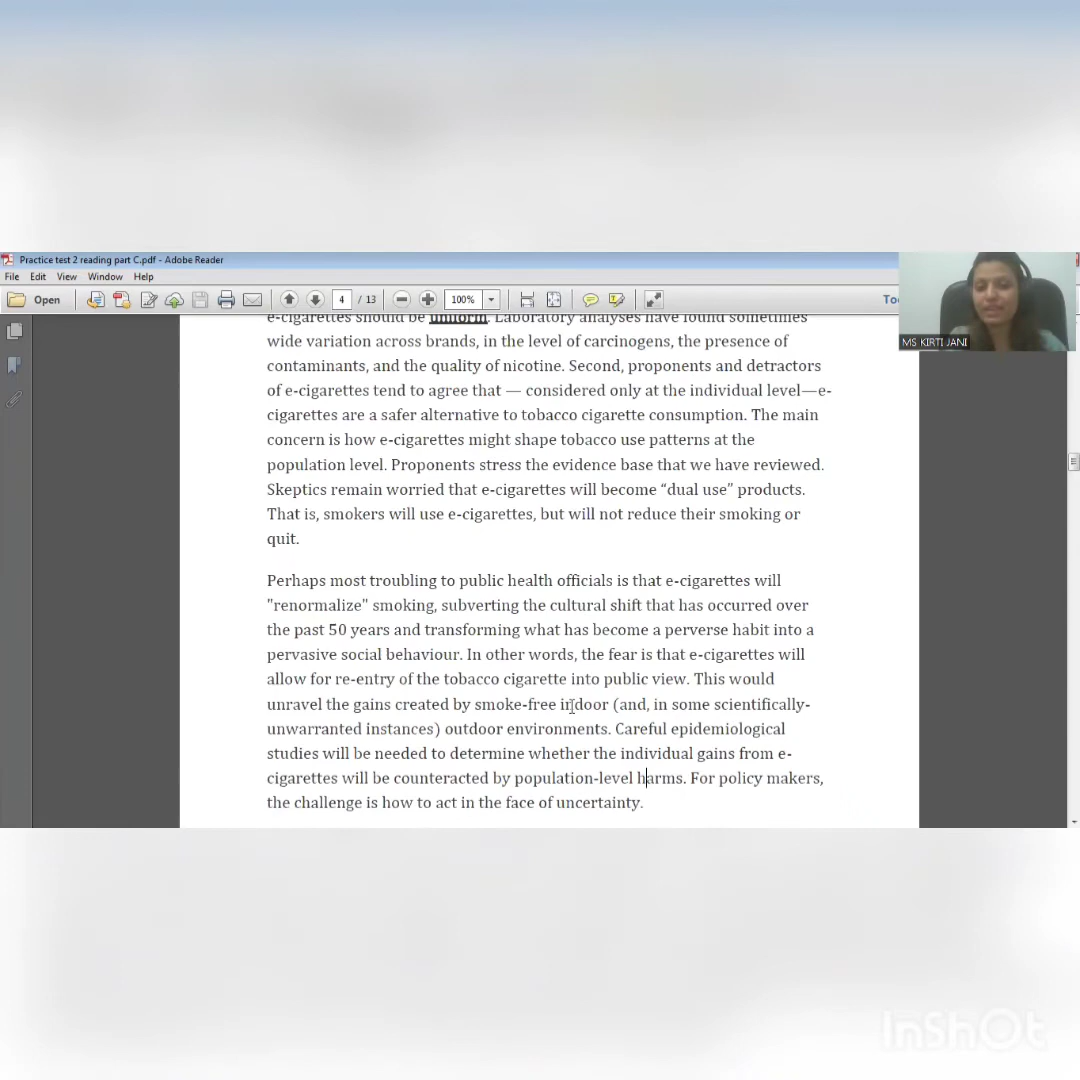 Practice test 2 reading part C.pdf - Adobe Reader
File Edit View Window Help
Open 4 / 13 100%
MS KIRTI JANI
e-cigarettes should be uniform. Laboratory analyses have found sometimes
wide variation across brands, in the level of carcinogens, the presence of
contaminants, and the quality of nicotine. Second, proponents and detractors
of e-cigarettes tend to agree that — considered only at the individual level—e-
cigarettes are a safer alternative to tobacco cigarette consumption. The main
concern is how e-cigarettes might shape tobacco use patterns at the
population level. Proponents stress the evidence base that we have reviewed.
Skeptics remain worried that e-cigarettes will become “dual use” products.
That is, smokers will use e-cigarettes, but will not reduce their smoking or
quit.
Perhaps most troubling to public health officials is that e-cigarettes will
"renormalize" smoking, subverting the cultural shift that has occurred over
the past 50 years and transforming what has become a perverse habit into a
pervasive social behaviour. In other words, the fear is that e-cigarettes will
allow for re-entry of the tobacco cigarette into public view. This would
unravel the gains created by smoke-free indoor (and, in some scientifically-
unwarranted instances) outdoor environments. Careful epidemiological
studies will be needed to determine whether the individual gains from e-
cigarettes will be counteracted by population-level harms. For policy makers,
the challenge is how to act in the face of uncertainty.
InShOt